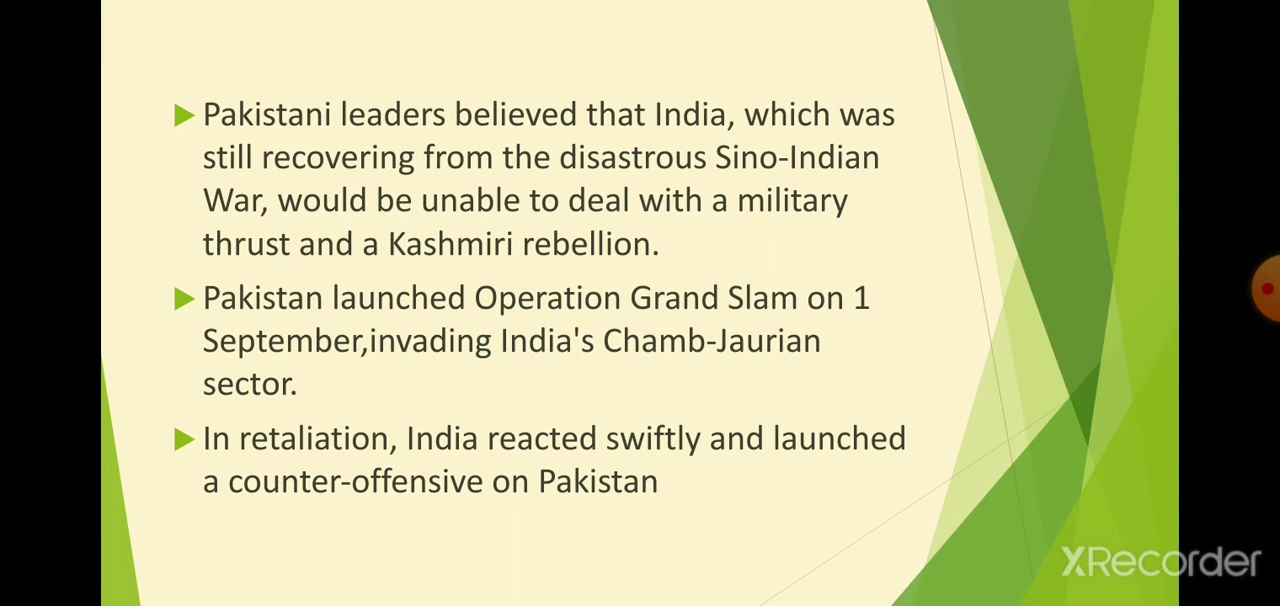 Pakistani leaders believed that India, which was
still recovering from the disastrous Sino-Indian
War, would be unable to deal with a military
thrust and a Kashmiri rebellion.
Pakistan launched Operation Grand Slam on 1
September,invading India's Chamb-Jaurian
sector.
In retaliation, India reacted swiftly and launched
a counter-offensive on Pakistan
XRecorder